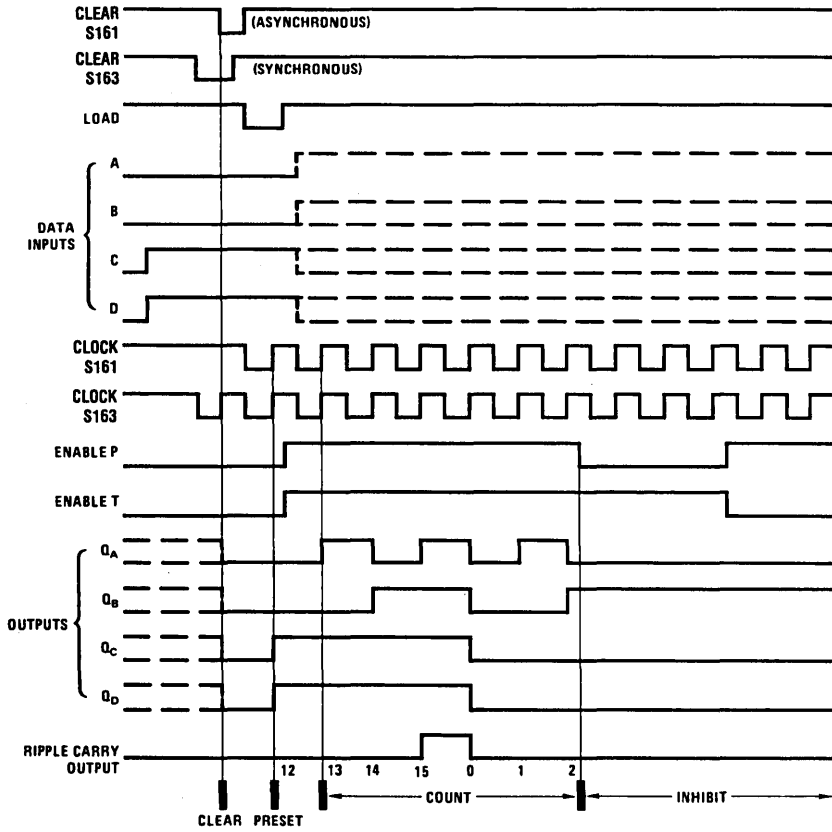 CLEAR
S161
(ASYNCHRONOUS)
CLEAR
S163
(SYNCHRONOUS)
LOAD
DATA
INPUTS
A
B
C
D
CLOCK
S161
CLOCK
S163
ENABLE P
ENABLE T
OUTPUTS
QA
QB
QC
QD
RIPPLE CARRY
OUTPUT
12 13 14 15 0 1 2
COUNT INHIBIT
CLEAR PRESET